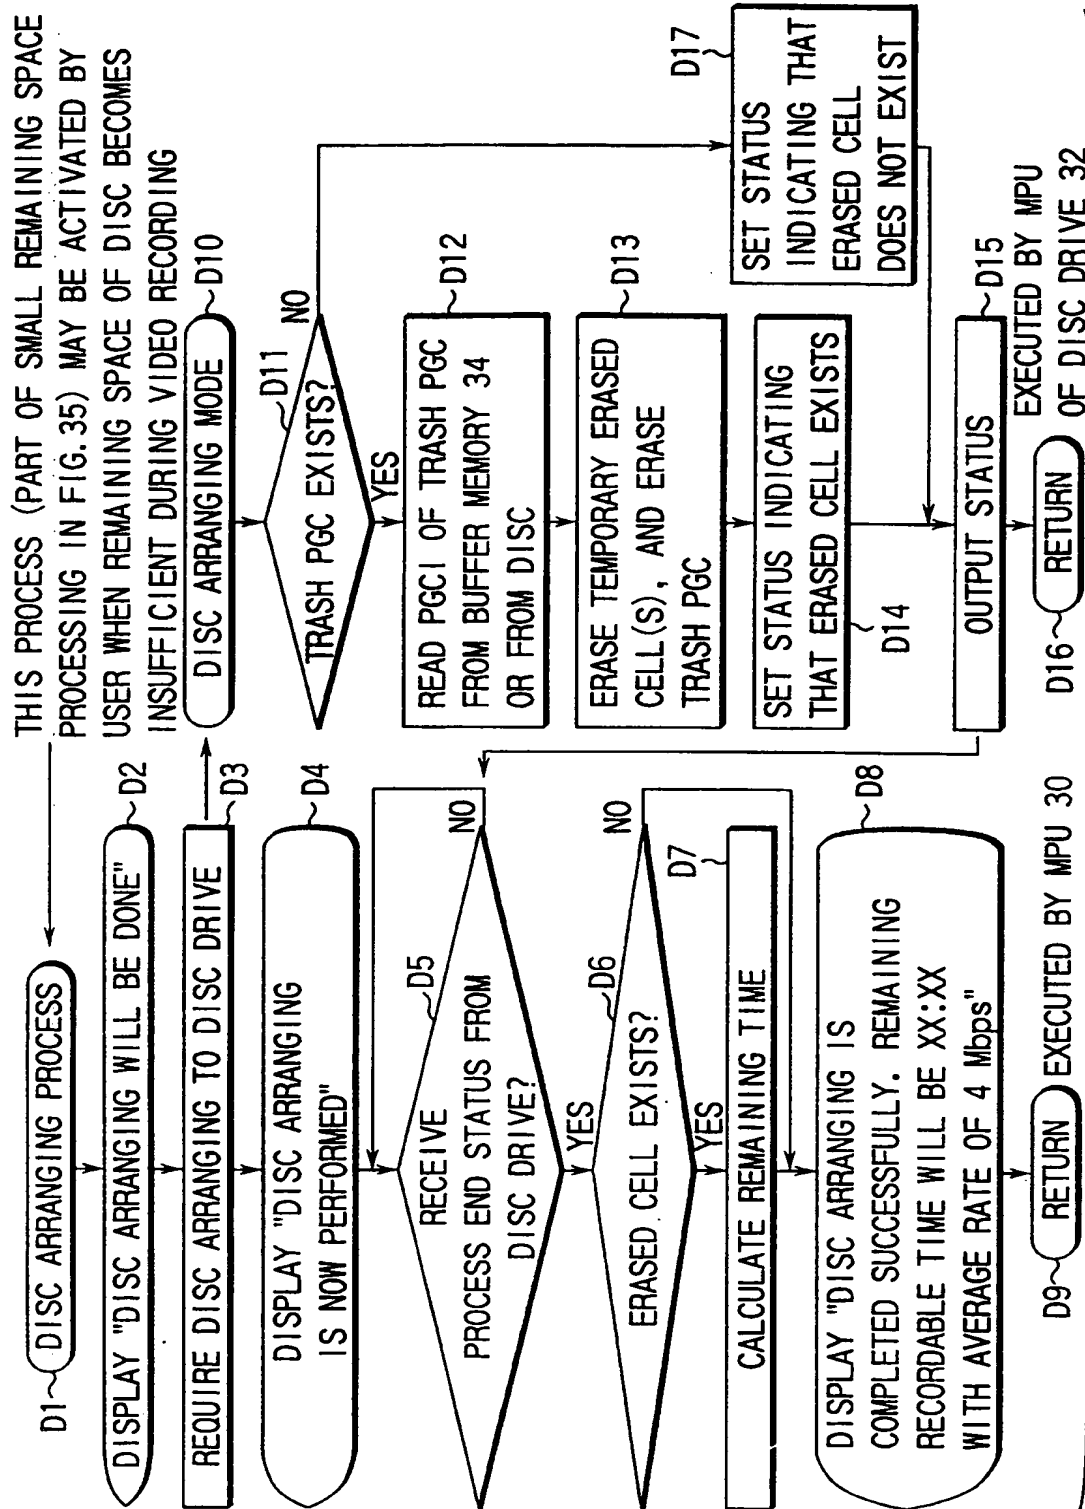 THIS PROCESS (PART OF SMALL REMAINING SPACE
PROCESSING IN FIG.35) MAY BE ACTIVATED BY
USER WHEN REMAINING SPACE OF DISC BECOMES
INSUFFICIENT DURING VIDEO RECORDING
D1
DISC ARRANGING PROCESS
D2
DISPLAY "DISC ARRANGING WILL BE DONE"
D3
REQUIRE DISC ARRANGING TO DISC DRIVE
D4
DISPLAY "DISC ARRANGING
IS NOW PERFORMED"
D5
RECEIVE
PROCESS END STATUS FROM
DISC DRIVE?
NO
YES
D6
ERASED CELL EXISTS?
NO
YES
D7
CALCULATE REMAINING TIME
D8
DISPLAY "DISC ARRANGING IS
COMPLETED SUCCESSFULLY. REMAINING
RECORDABLE TIME WILL BE XX:XX
WITH AVERAGE RATE OF 4 Mbps"
D9
RETURN
EXECUTED BY MPU 30
D10
DISC ARRANGING MODE
D11
TRASH PGC EXISTS?
NO
YES
D12
READ PGCI OF TRASH PGC
FROM BUFFER MEMORY 34
OR FROM DISC
D13
ERASE TEMPORARY ERASED
CELL(S), AND ERASE
TRASH PGC
SET STATUS INDICATING
THAT ERASED CELL EXISTS
D14
D17
SET STATUS
INDICATING THAT
ERASED CELL
DOES NOT EXIST
D15
OUTPUT STATUS
D16
RETURN
EXECUTED BY MPU
OF DISC DRIVE 32